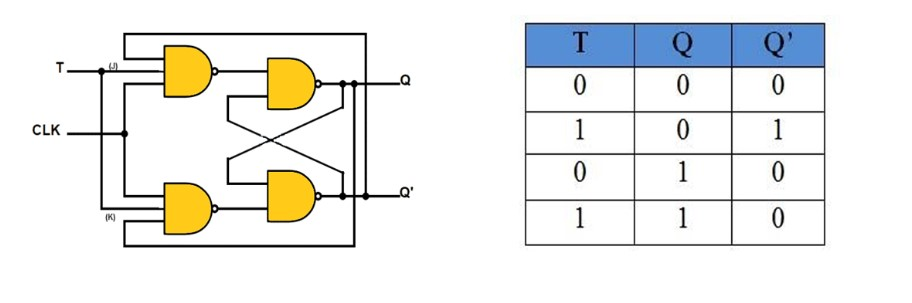 T (J)
Q
CLK
(K)
Q'
T Q Q’
0 0 0
1 0 1
0 1 0
1 1 0